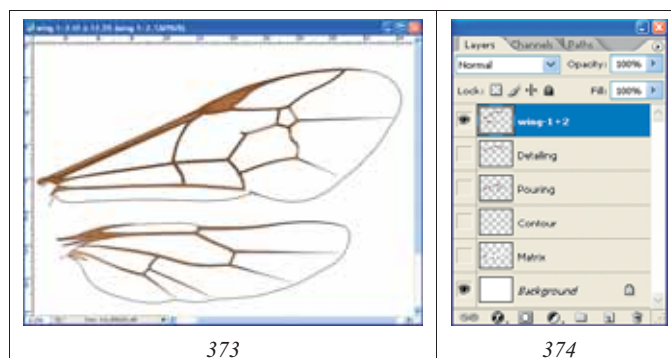 Layers Channels Paths
Normal Opacity: 100%
Lock: Fill: 100%
wing-1+2
Detailing
Pouring
Contour
Matrix
Background
373
374